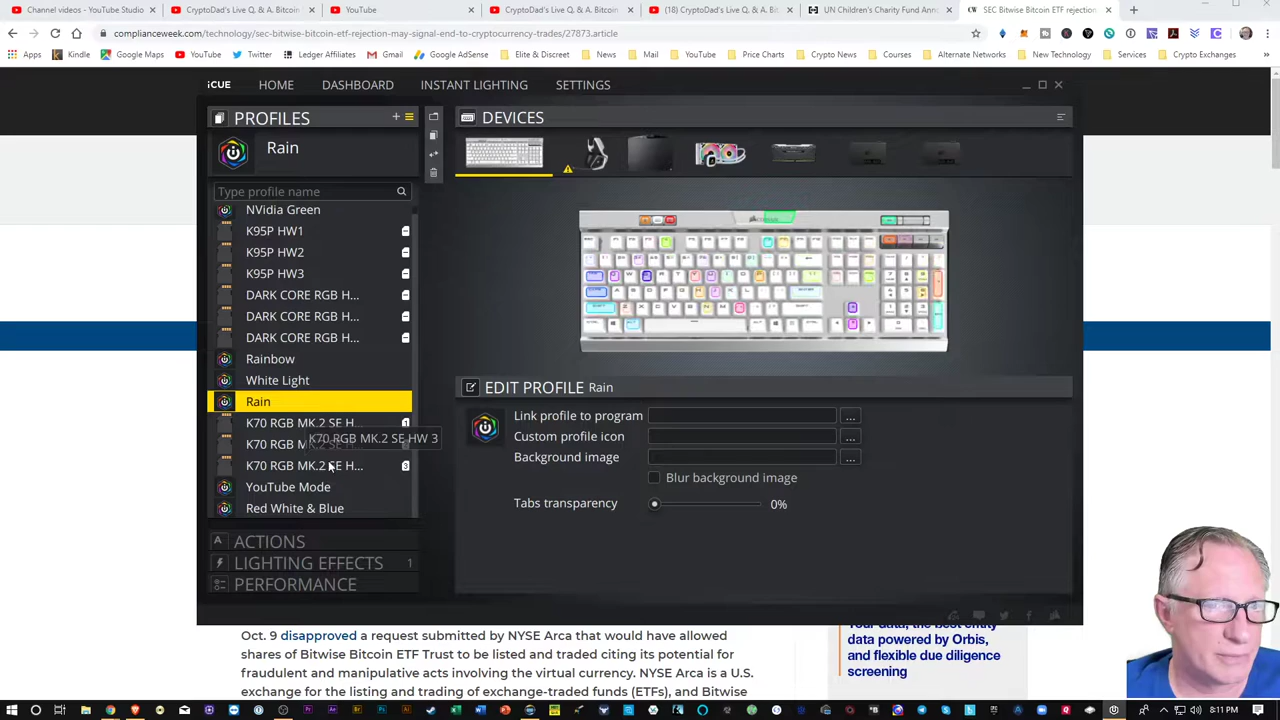 Channel videos - YouTube Studio
CryptoDad's Live Q. & A. Bitcoin
YouTube
CryptoDad's Live Q. & A. Bitcoin
(18) CryptoDad's Live Q. & A. Bit
UN Children's Charity Fund Ann
SEC Bitwise Bitcoin ETF rejection
complianceweek.com/technology/sec-bitwise-bitcoin-etf-rejection-may-signal-end-to-cryptocurrency-trades/27873.article
Apps Kindle Google Maps YouTube Twitter Ledger Affiliates Gmail Google AdSense Elite & Discreet News Mail YouTube Price Charts Crypto News Courses Alternate Networks New Technology Services Crypto Exchanges
iCUE HOME DASHBOARD INSTANT LIGHTING SETTINGS
PROFILES
DEVICES
Rain
Type profile name
NVidia Green
K95P HW1
K95P HW2
K95P HW3
DARK CORE RGB H...
DARK CORE RGB H...
DARK CORE RGB H...
Rainbow
White Light
Rain
K70 RGB MK.2 SE H...
K70 RGB MK.2 SE H...
K70 RGB MK.2 SE HW 3
K70 RGB MK.2 SE H... 3
YouTube Mode
Red White & Blue
ACTIONS
LIGHTING EFFECTS 1
PERFORMANCE
EDIT PROFILE Rain
Link profile to program ...
Custom profile icon ...
Background image ...
Blur background image
Tabs transparency 0%
Oct. 9 disapproved a request submitted by NYSE Arca that would have allowed
shares of Bitwise Bitcoin ETF Trust to be listed and traded citing its potential for
fraudulent and manipulative acts involving the virtual currency. NYSE Arca is a U.S.
exchange for the listing and trading of exchange-traded funds (ETFs), and Bitwise
data powered by Orbis,
and flexible due diligence
screening
8:11 PM